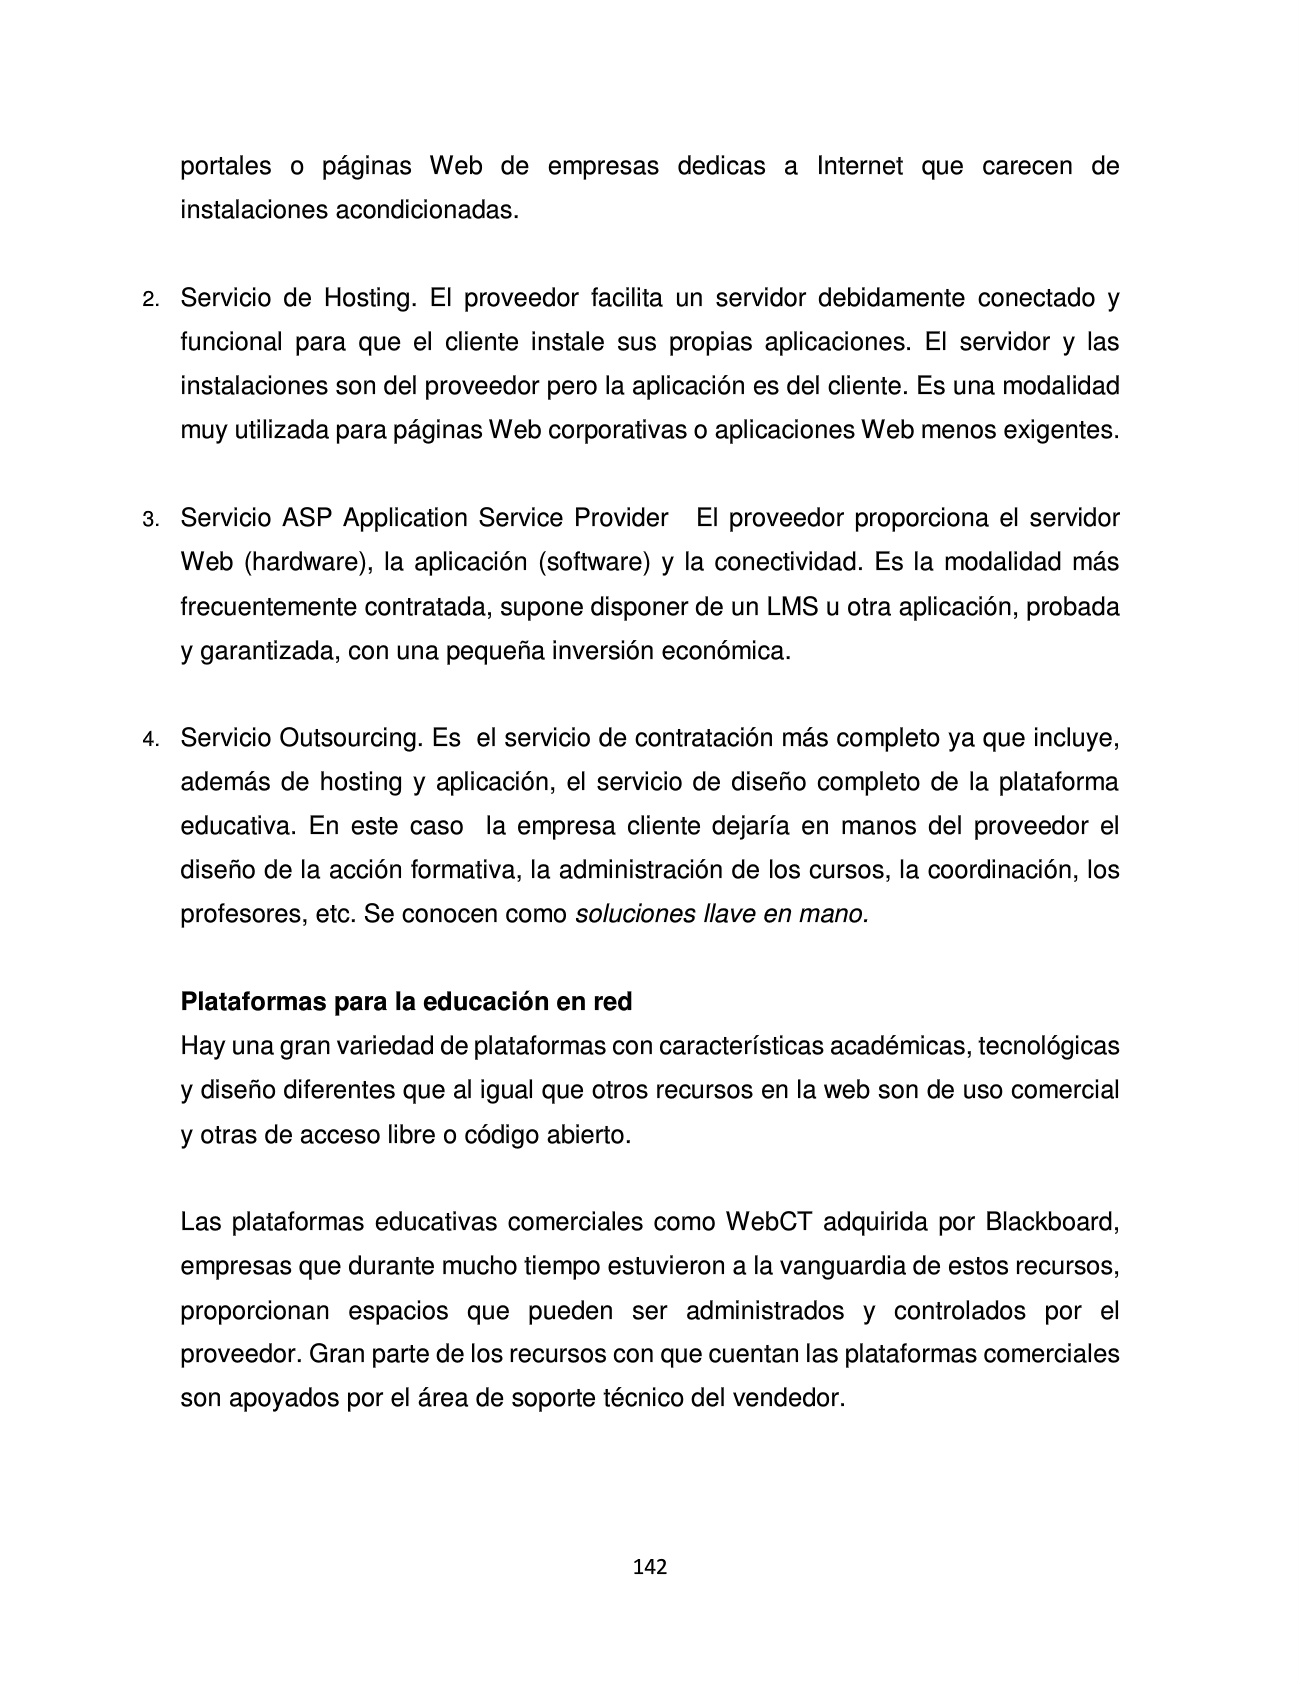 portales o páginas Web de empresas dedicas a Internet que carecen de
instalaciones acondicionadas.
2. Servicio de Hosting. El proveedor facilita un servidor debidamente conectado y
funcional para que el cliente instale sus propias aplicaciones. El servidor y las
instalaciones son del proveedor pero la aplicación es del cliente. Es una modalidad
muy utilizada para páginas Web corporativas o aplicaciones Web menos exigentes.
3. Servicio ASP Application Service Provider El proveedor proporciona el servidor
Web (hardware), la aplicación (software) y la conectividad. Es la modalidad más
frecuentemente contratada, supone disponer de un LMS u otra aplicación, probada
y garantizada, con una pequeña inversión económica.
4. Servicio Outsourcing. Es el servicio de contratación más completo ya que incluye,
además de hosting y aplicación, el servicio de diseño completo de la plataforma
educativa. En este caso la empresa cliente dejaría en manos del proveedor el
diseño de la acción formativa, la administración de los cursos, la coordinación, los
profesores, etc. Se conocen como soluciones llave en mano.
Plataformas para la educación en red
Hay una gran variedad de plataformas con características académicas, tecnológicas
y diseño diferentes que al igual que otros recursos en la web son de uso comercial
y otras de acceso libre o código abierto.
Las plataformas educativas comerciales como WebCT adquirida por Blackboard,
empresas que durante mucho tiempo estuvieron a la vanguardia de estos recursos,
proporcionan espacios que pueden ser administrados y controlados por el
proveedor. Gran parte de los recursos con que cuentan las plataformas comerciales
son apoyados por el área de soporte técnico del vendedor.
142